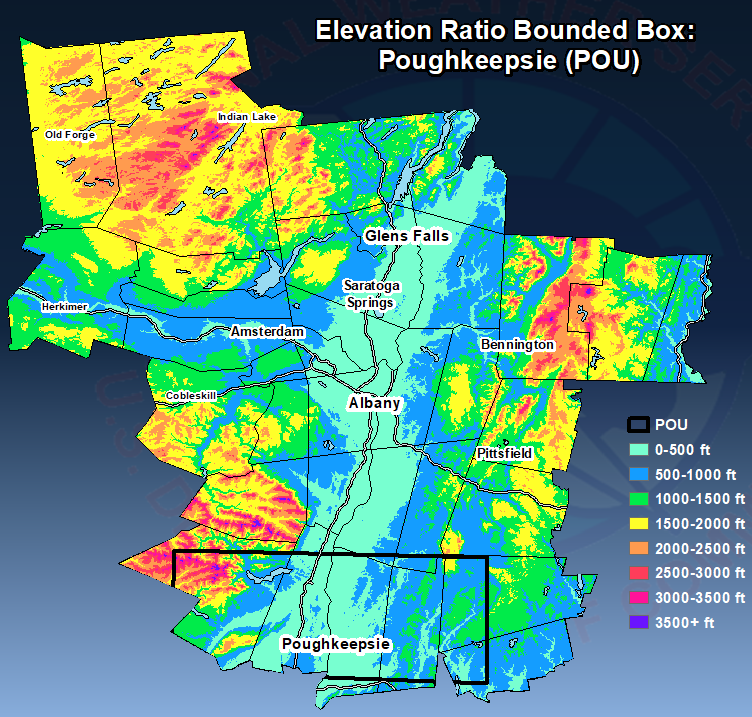 Elevation Ratio Bounded Box:
Poughkeepsie (POU)
Indian Lake
Old Forge
Glens Falls
Saratoga
Springs
Herkimer
Amsterdam
Bennington
Cobleskill
Albany
Pittsfield
Poughkeepsie
POU
0-500 ft
500-1000 ft
1000-1500 ft
1500-2000 ft
2000-2500 ft
2500-3000 ft
3000-3500 ft
3500+ ft